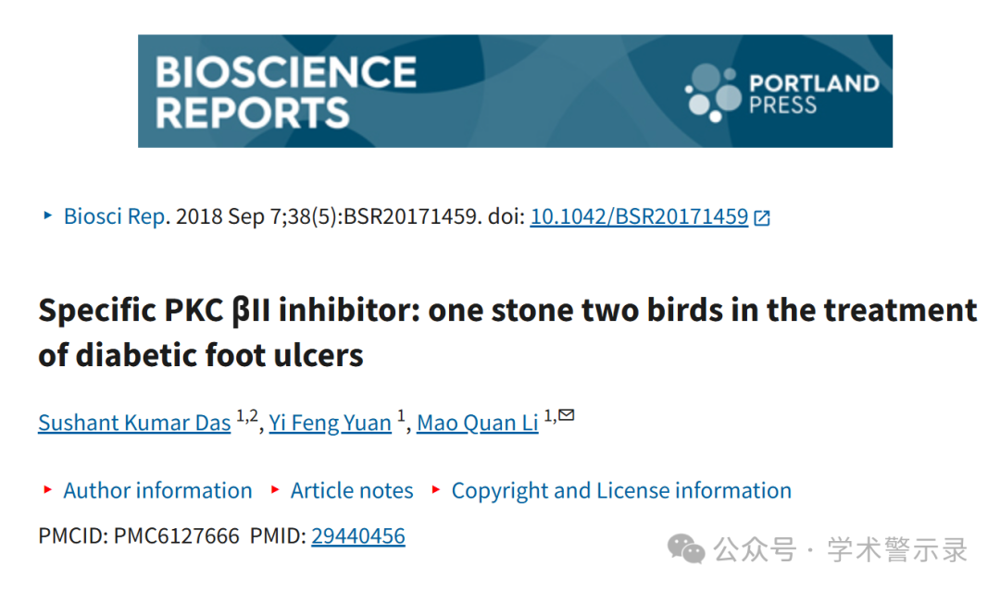 BIOSCIENCE
REPORTS
PORTLAND
PRESS
Biosci Rep. 2018 Sep 7;38(5):BSR20171459. doi: 10.1042/BSR20171459
Specific PKC βII inhibitor: one stone two birds in the treatment
of diabetic foot ulcers
Sushant Kumar Das 1,2, Yi Feng Yuan 1, Mao Quan Li 1,
Author information Article notes Copyright and License information
PMCID: PMC6127666 PMID: 29440456
公众号 · 学术警示录